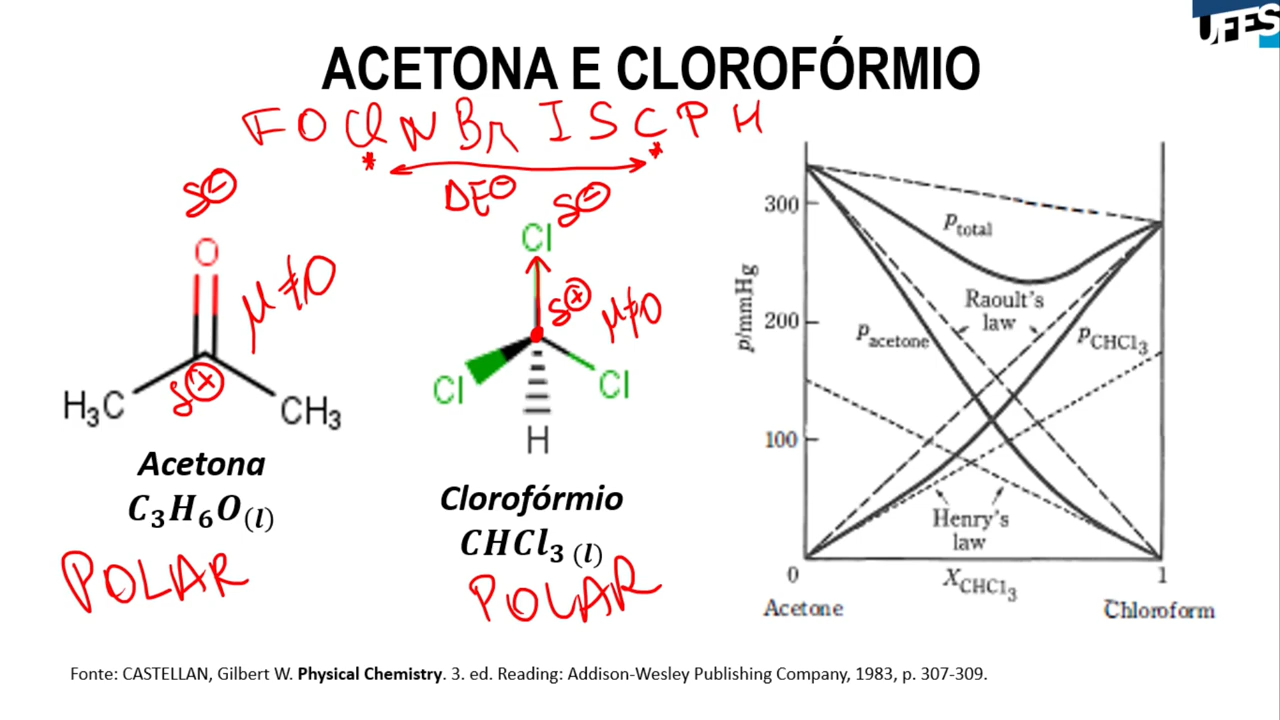 UFES
ACETONA E CLOROFÓRMIO
F O Cl N Br I S C P H
* *
ΔE⊖
δ⊖
δ⊖
Cl
O
δ⊕
μ≠0
μ≠0
δ⊕
H₃C
CH₃
Cl
Cl
H
Acetona
C₃H₆O(l)
POLAR
Clorofórmio
CHCl₃ (l)
POLAR
p/mmHg
300
200
100
0
1
Ptotal
Raoult's
law
Pacetone
PCHCl₃
Henry's
law
XCHCl₃
Acetone
Chloroform
Fonte: CASTELLAN, Gilbert W. Physical Chemistry. 3. ed. Reading: Addison-Wesley Publishing Company, 1983, p. 307-309.